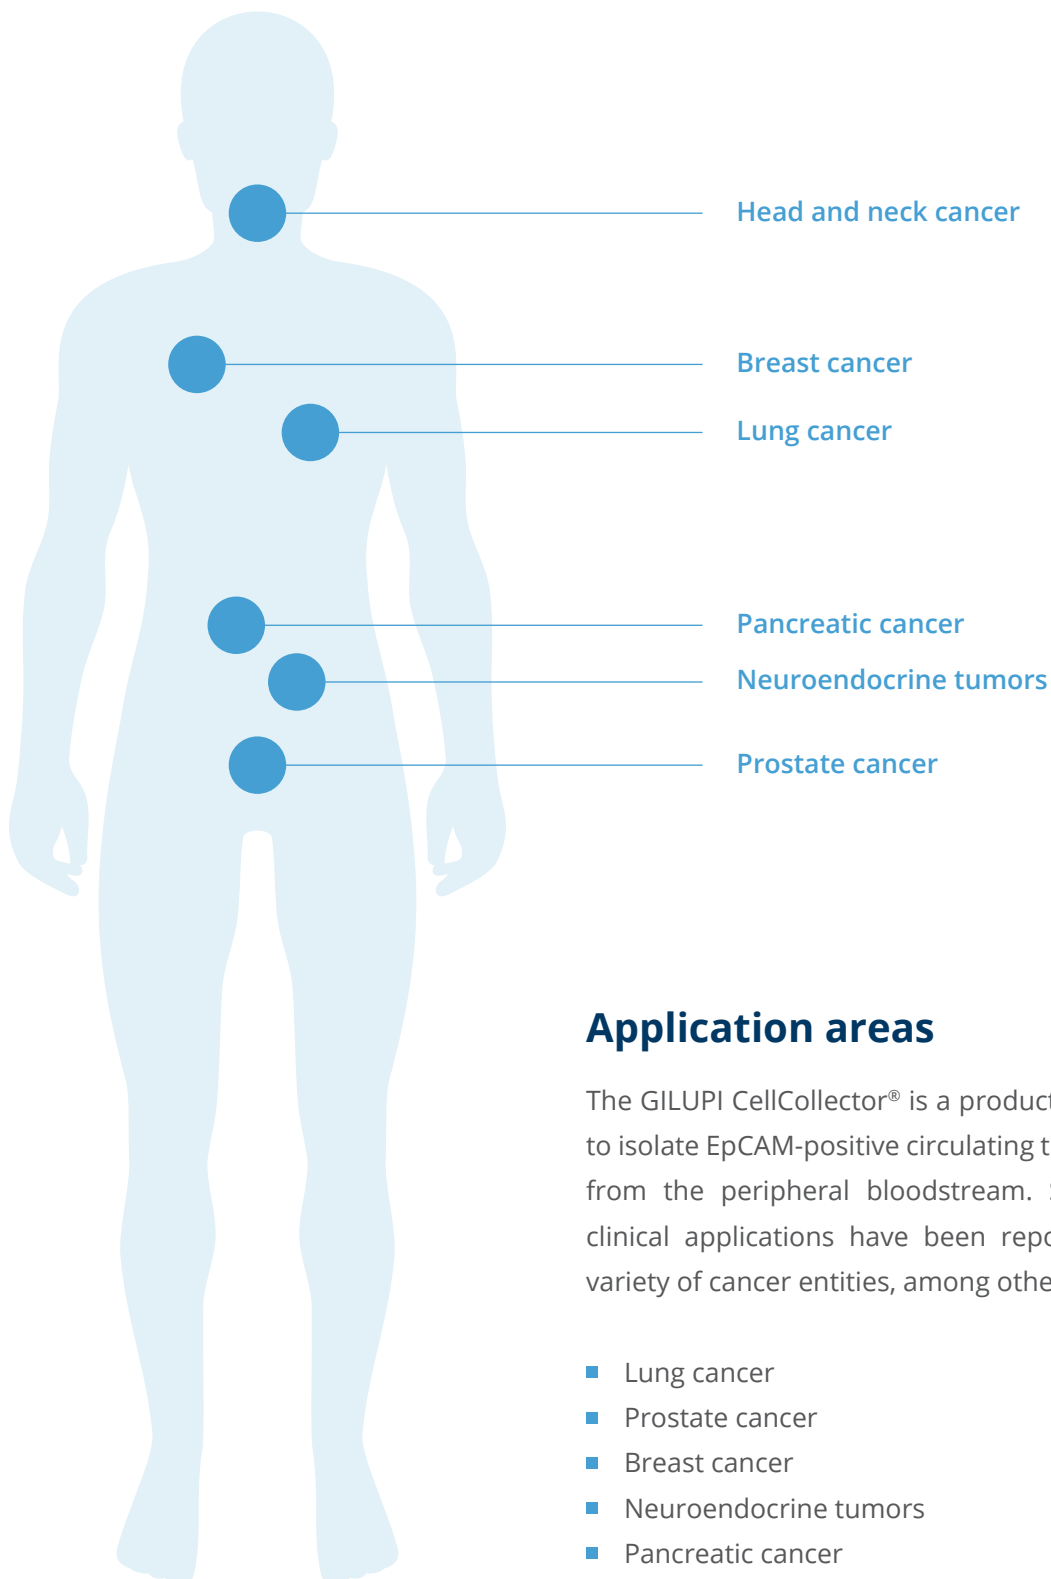 Head and neck cancer
Breast cancer
Lung cancer
Pancreatic cancer
Neuroendocrine tumors
Prostate cancer
Application areas
The GILUPI CellCollector® is a product
to isolate EpCAM-positive circulating
from the peripheral bloodstream.
clinical applications have been
variety of cancer entities, among
Lung cancer
Prostate cancer
Breast cancer
Neuroendocrine tumors
Pancreatic cancer